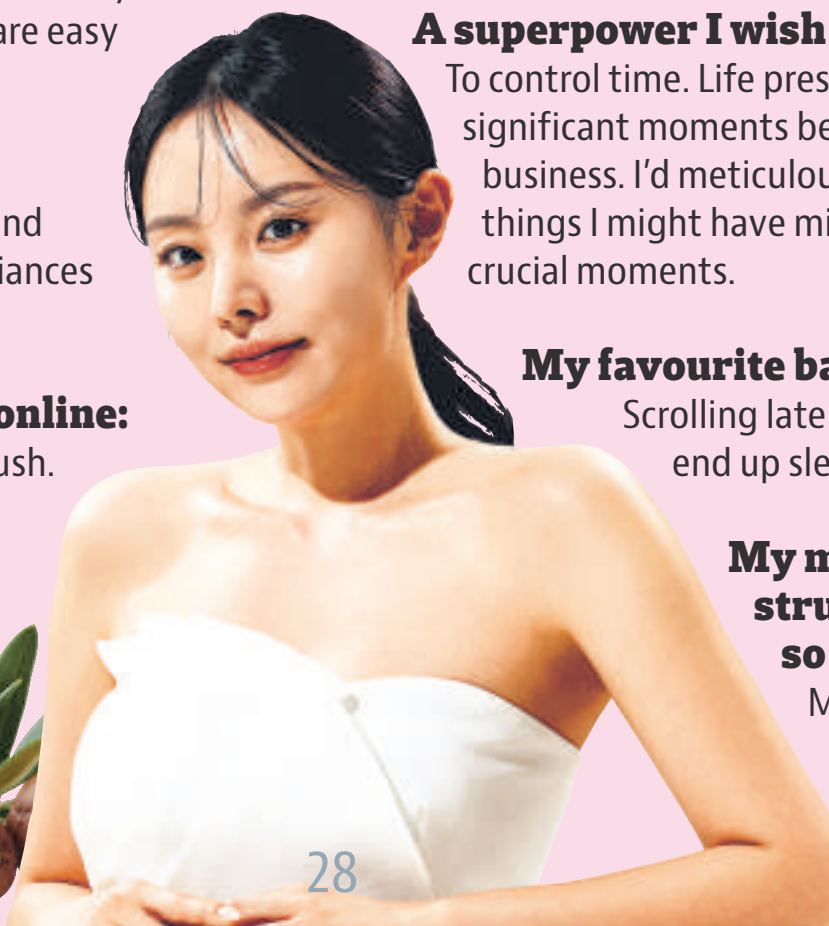 are easy
nd
iances
online:
ush.
A superpower I wish
To control time. Life pres
significant moments be
business. I’d meticulou
things I might have mi
crucial moments.
My favourite ba
Scrolling late
end up sle
My m
stru
so
M
28